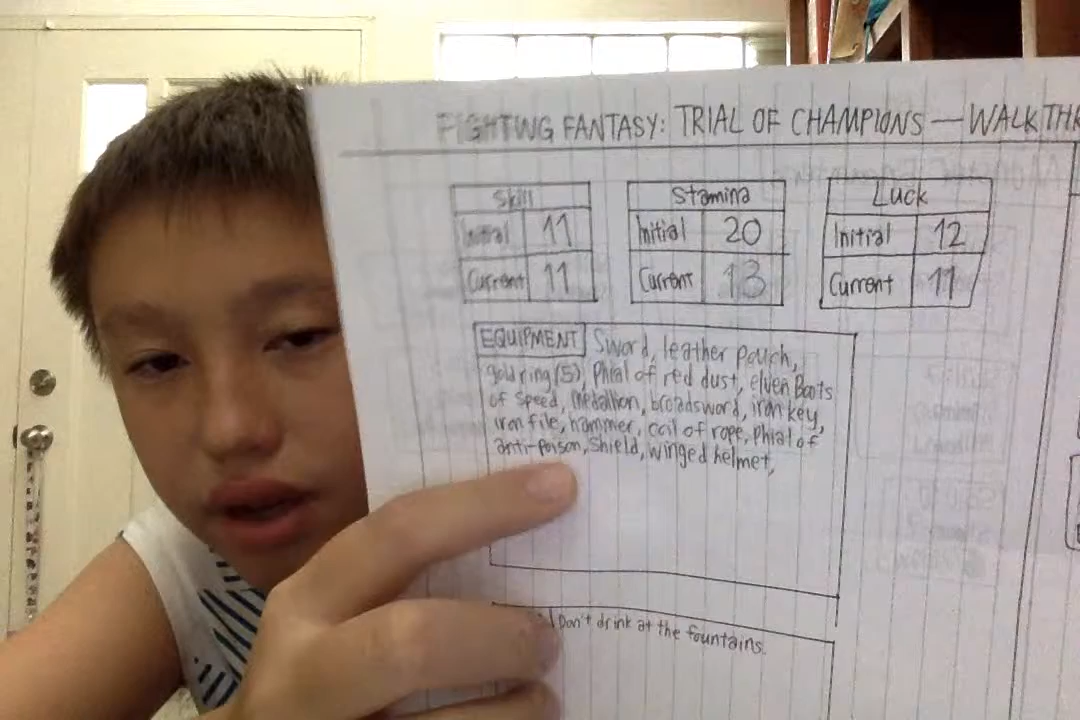 FIGHTING FANTASY: TRIAL OF CHAMPIONS — WALK
Skill
Initial 11
Current 11
Stamina
Initial 20
Current 13
Luck
Initial 12
Current 11
EQUIPMENT Sword, leather pouch,
gold ring (5), Phial of red dust, elven Boots
of Speed, medallion, broadsword, iron key,
iron file, hammer, coil of rope, Phial of
anti-poison, Shield, winged helmet,
Don't drink at the fountains.